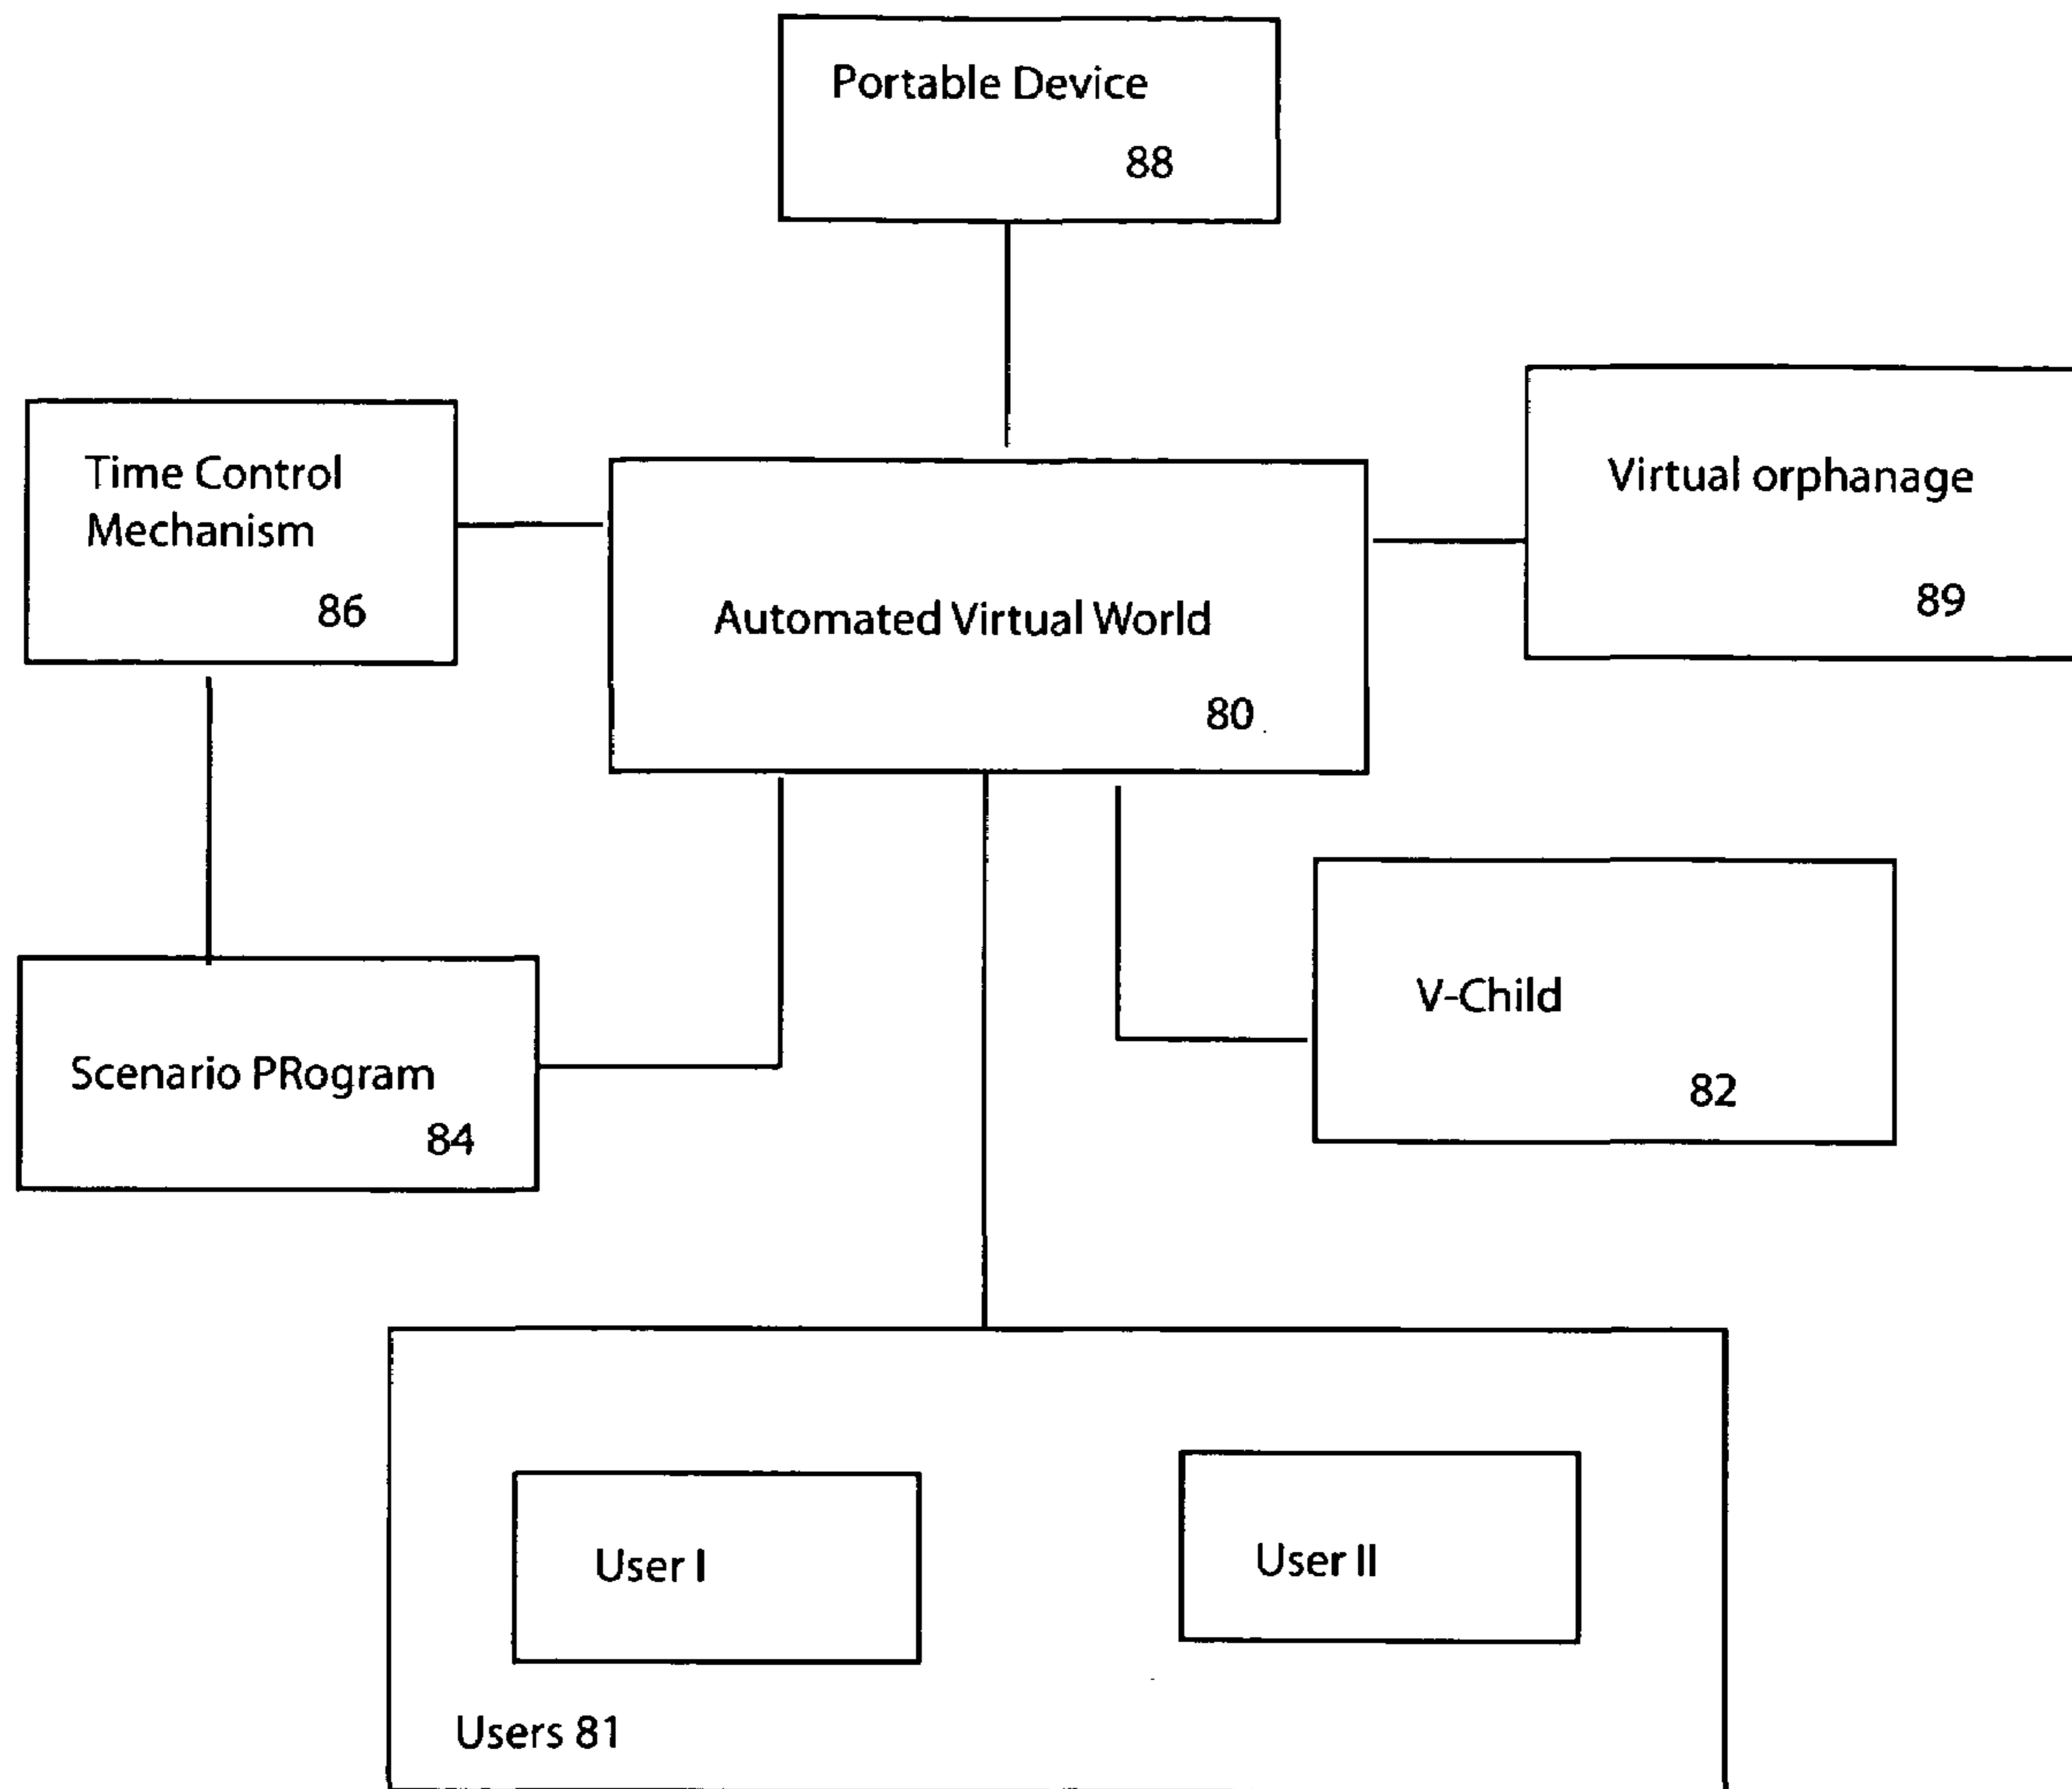 Portable Device
88
Time Control
Mechanism
86
Automated Virtual World
80
Virtual orphanage
89
Scenario PRogram
84
V-Child
82
User I
User II
Users 81